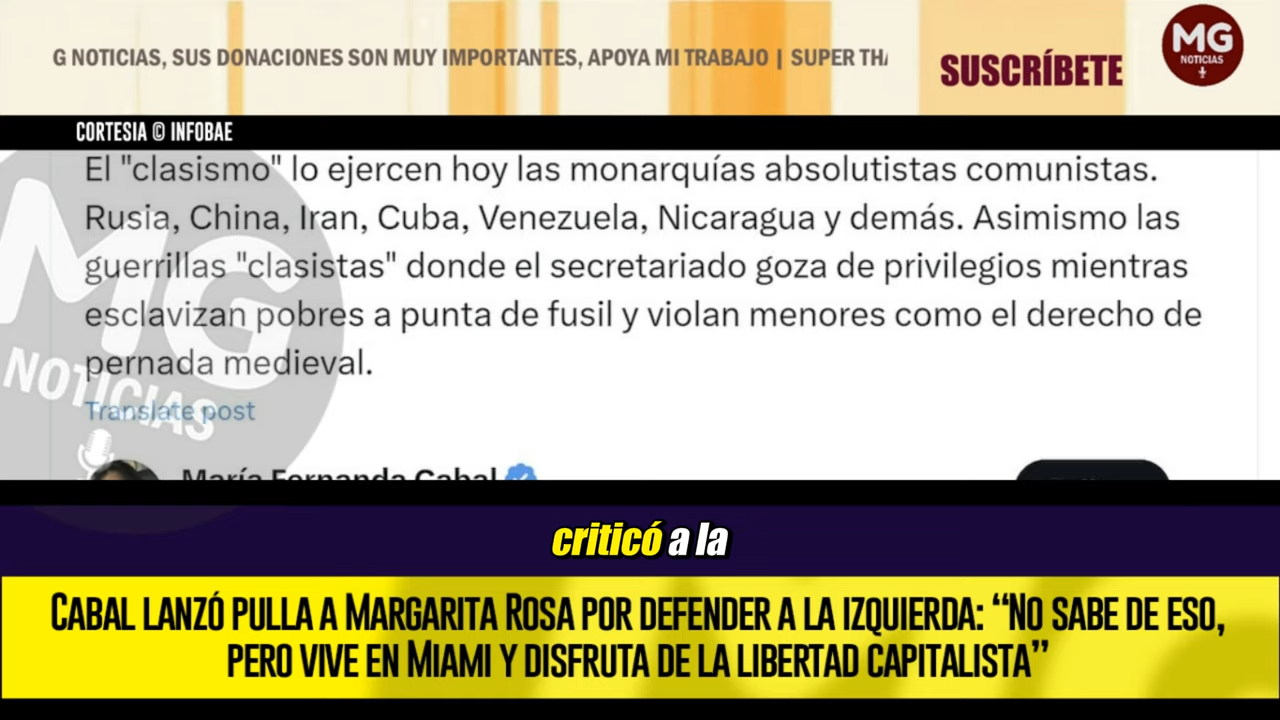 G NOTICIAS, SUS DONACIONES SON MUY IMPORTANTES, APOYA MI TRABAJO | SUPER THA
SUSCRÍBETE
MG
NOTICIAS
CORTESIA © INFOBAE
El "clasismo" lo ejercen hoy las monarquías absolutistas comunistas.
Rusia, China, Iran, Cuba, Venezuela, Nicaragua y demás. Asimismo las
guerrillas "clasistas" donde el secretariado goza de privilegios mientras
esclavizan pobres a punta de fusil y violan menores como el derecho de
pernada medieval.
Translate post
MG
NOTICIAS
María Fernanda Cabal
criticó a la
CABAL LANZÓ PULLA A MARGARITA ROSA POR DEFENDER A LA IZQUIERDA: “NO SABE DE ESO,
PERO VIVE EN MIAMI Y DISFRUTA DE LA LIBERTAD CAPITALISTA”